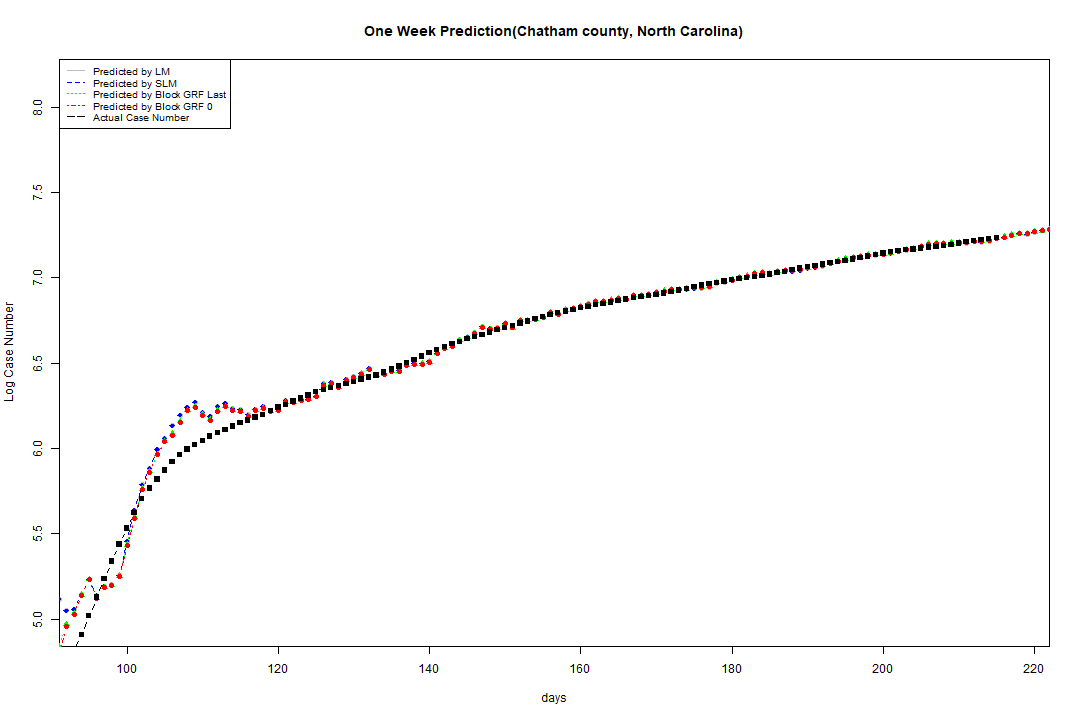 One Week Prediction(Chatham county, North Carolina)
Predicted by LM
Predicted by SLM
Predicted by Block GRF Last
Predicted by Block GRF 0
Actual Case Number
8.0
7.5
7.0
6.5
6.0
5.5
5.0
Log Case Number
100 120 140 160 180 200 220
days